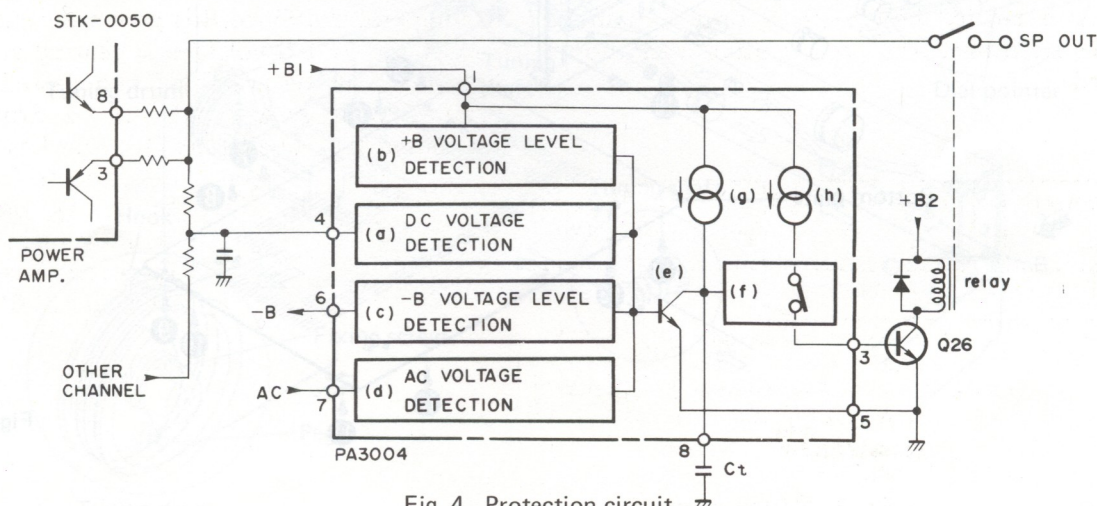 STK-0050
8
3
POWER
AMP.
OTHER
CHANNEL
+B1
1
(b) +B VOLTAGE LEVEL
DETECTION
4
(a) DC VOLTAGE
DETECTION
6
-B
(c) -B VOLTAGE LEVEL
DETECTION
AC
7
(d) AC VOLTAGE
DETECTION
PA3004
(e)
(g)
(h)
(f)
3
5
8
Ct
SP OUT
+B2
relay
Q26
Fig. 4 Protection circuit